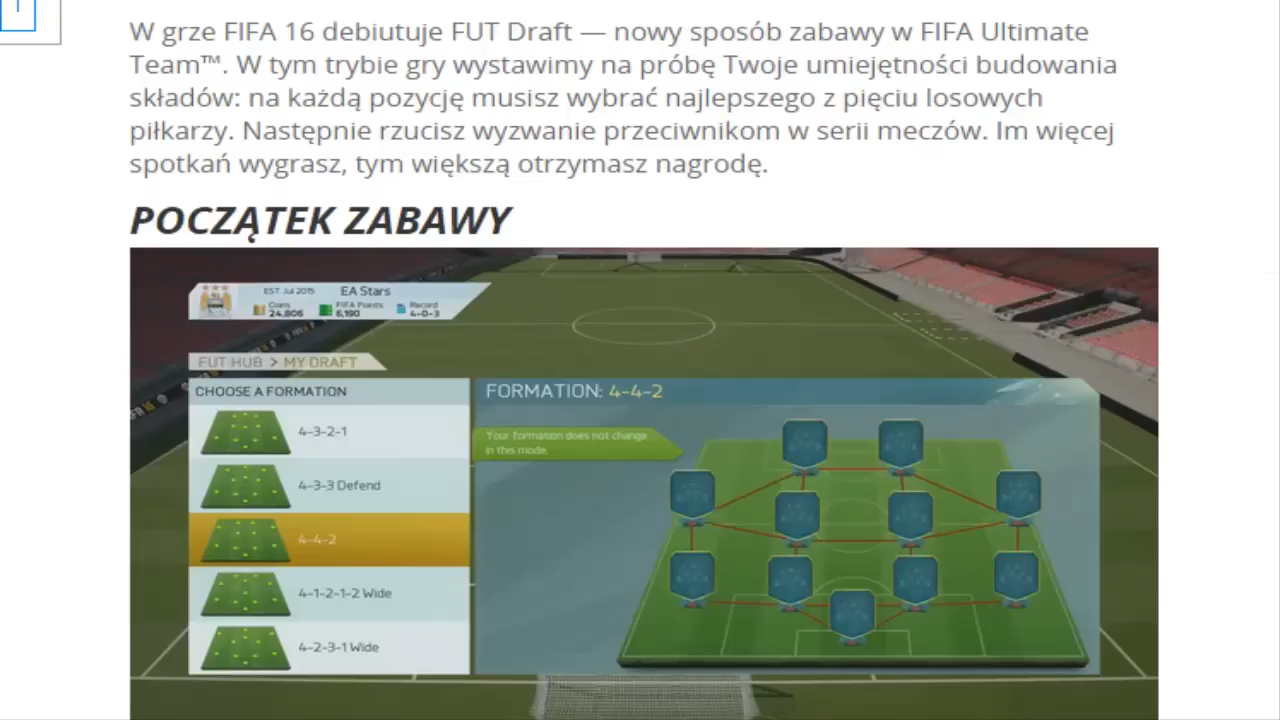 W grze FIFA 16 debiutuje FUT Draft — nowy sposób zabawy w FIFA Ultimate
Team™. W tym trybie gry wystawimy na próbę Twoje umiejętności budowania
składów: na każdą pozycję musisz wybrać najlepszego z pięciu losowych
piłkarzy. Następnie rzucisz wyzwanie przeciwnikom w serii meczów. Im więcej
spotkań wygrasz, tym większą otrzymasz nagrodę.
POCZĄTEK ZABAWY
EST. Jul 2015 EA Stars
Coins FIFA Points Record
24,806 6,190 4-0-3
FUT HUB > MY DRAFT
CHOOSE A FORMATION
4-3-2-1
4-3-3 Defend
4-4-2
4-1-2-1-2 Wide
4-2-3-1 Wide
FORMATION: 4-4-2
Your formation does not change
in this mode.